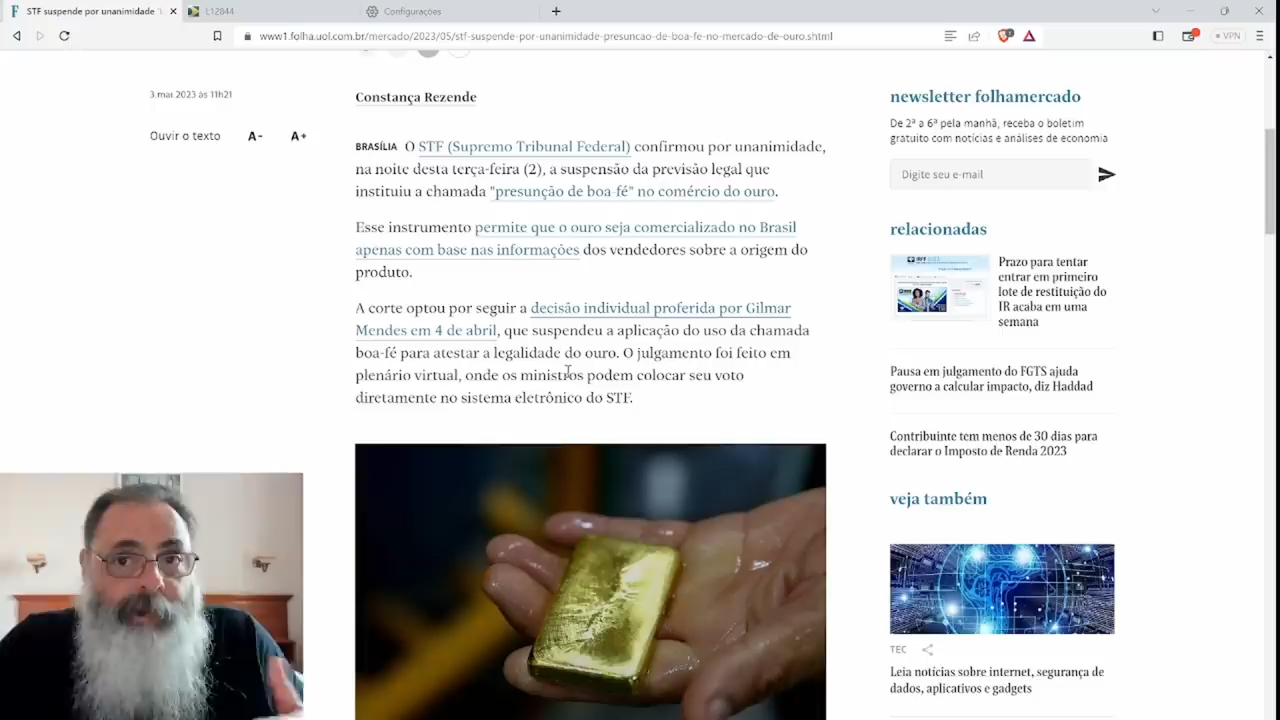 STF suspende por unanimidade
L12844
Configurações
www1.folha.uol.com.br/mercado/2023/05/stf-suspende-por-unanimidade-presuncao-de-boa-fe-no-mercado-de-ouro.shtml
VPN
3.mai.2023 às 11h21
Ouvir o texto
A-
A+
Constança Rezende
BRASÍLIA O STF (Supremo Tribunal Federal) confirmou por unanimidade,
na noite desta terça-feira (2), a suspensão da previsão legal que
instituiu a chamada "presunção de boa-fé" no comércio do ouro.
Esse instrumento permite que o ouro seja comercializado no Brasil
apenas com base nas informações dos vendedores sobre a origem do
produto.
A corte optou por seguir a decisão individual proferida por Gilmar
Mendes em 4 de abril, que suspendeu a aplicação do uso da chamada
boa-fé para atestar a legalidade do ouro. O julgamento foi feito em
plenário virtual, onde os ministros podem colocar seu voto
diretamente no sistema eletrônico do STF.
newsletter folhamercado
De 2ª a 6ª pela manhã, receba o boletim
gratuito com notícias e análises de economia
Digite seu e-mail
relacionadas
Prazo para tentar
entrar em primeiro
lote de restituição do
IR acaba em uma
semana
Pausa em julgamento do FGTS ajuda
governo a calcular impacto, diz Haddad
Contribuinte tem menos de 30 dias para
declarar o Imposto de Renda 2023
veja também
TEC
Leia notícias sobre internet, segurança de
dados, aplicativos e gadgets